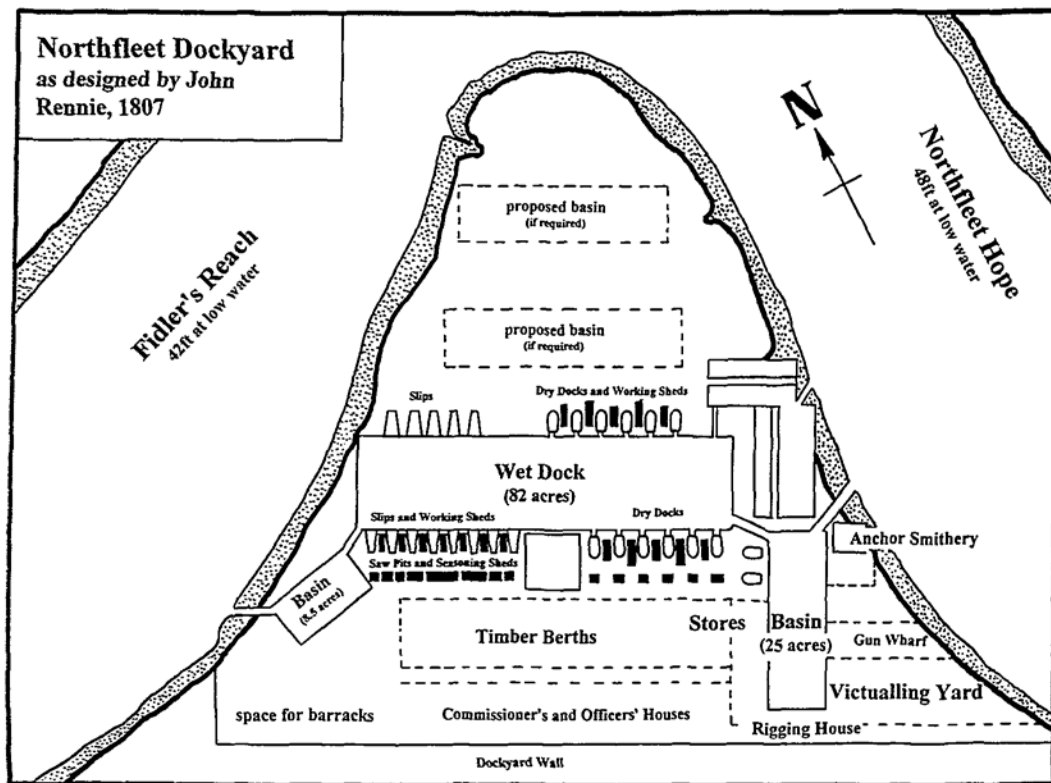 Northfleet Dockyard
as designed by John
Rennie, 1807
N
Northfleet Hope
48ft at low water
Fidler's Reach
42ft at low water
proposed basin
(if required)
proposed basin
(if required)
Slips
Dry Docks and Working Sheds
Wet Dock
(82 acres)
Slips and Working Sheds
Dry Docks
Anchor Smithery
Saw Pits and Seasoning Sheds
Basin
(8.5 acres)
Timber Berths
Stores
Basin
(25 acres)
Gun Wharf
Victualling Yard
space for barracks
Commissioner's and Officers' Houses
Rigging House
Dockyard Wall